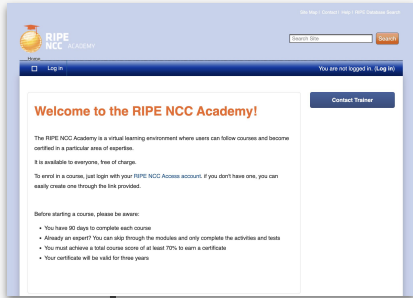 Site Map | Contact | Help | RIPE Database Search
RIPE
NCC ACADEMY
Search Site
Search
Home
Log in
You are not logged in. (Log in)
Welcome to the RIPE NCC Academy!
Contact Trainer
The RIPE NCC Academy is a virtual learning environment where users can follow courses and become
certified in a particular area of expertise.
It is available to everyone, free of charge.
To enrol in a course, just login with your RIPE NCC Access account. if you don't have one, you can
easily create one through the link provided.
Before starting a course, please be aware:
• You have 90 days to complete each course
• Already an expert? You can skip through the modules and only complete the activities and tests
• You must achieve a total course score of at least 70% to earn a certificate
• Your certificate will be valid for three years